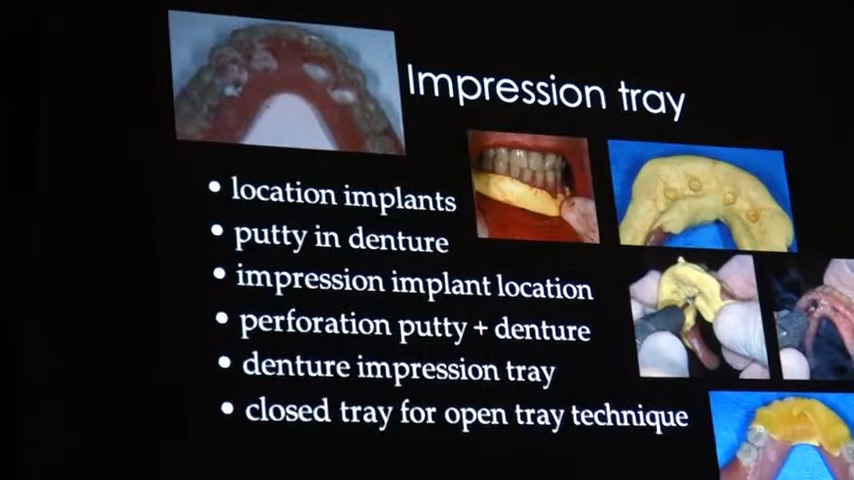 Impression tray
• location implants
• putty in denture
• impression implant location
• perforation putty + denture
• denture impression tray
• closed tray for open tray technique